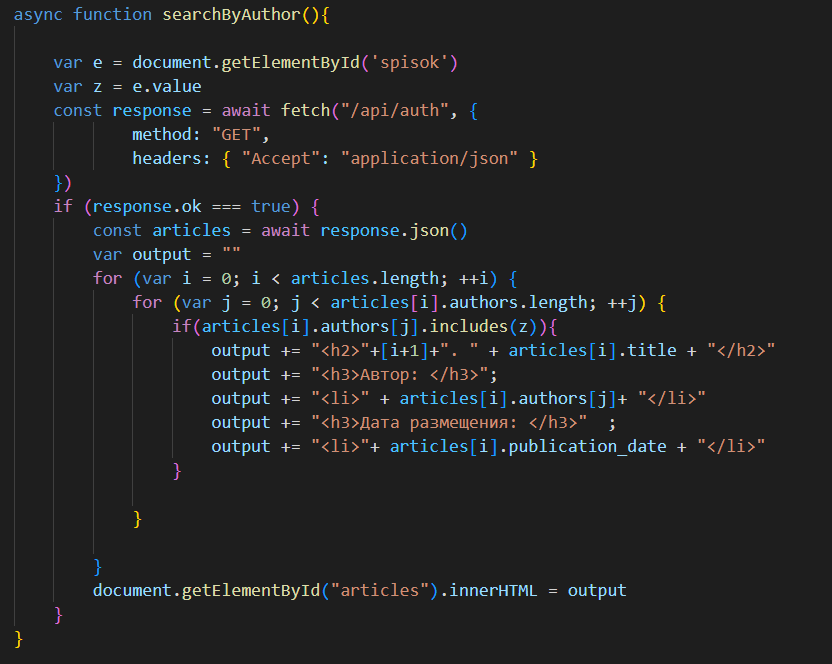 async function searchByAuthor(){
var e = document.getElementById('spisok')
var z = e.value
const response = await fetch("/api/auth", {
method: "GET",
headers: { "Accept": "application/json" }
})
if (response.ok === true) {
const articles = await response.json()
var output = ""
for (var i = 0; i < articles.length; ++i) {
for (var j = 0; j < articles[i].authors.length; ++j) {
if(articles[i].authors[j].includes(z)){
output += "<h2>"+[i+1]+". " + articles[i].title + "</h2>"
output += "<h3>Автор: </h3>";
output += "<li>" + articles[i].authors[j]+ "</li>"
output += "<h3>Дата размещения: </h3>"  ;
output += "<li>"+ articles[i].publication_date + "</li>"
}
}
}
document.getElementById("articles").innerHTML = output
}
}